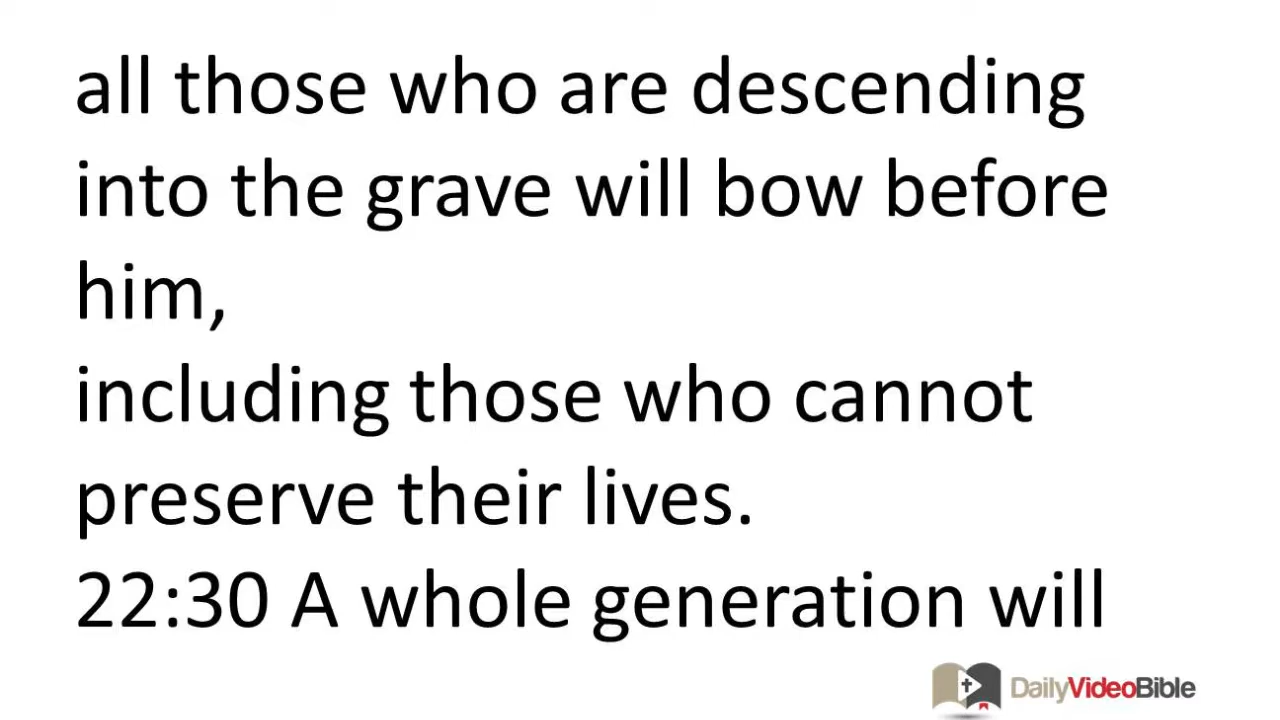 all those who are descending
into the grave will bow before
him,
including those who cannot
preserve their lives.
22:30 A whole generation will
DailyVideoBible